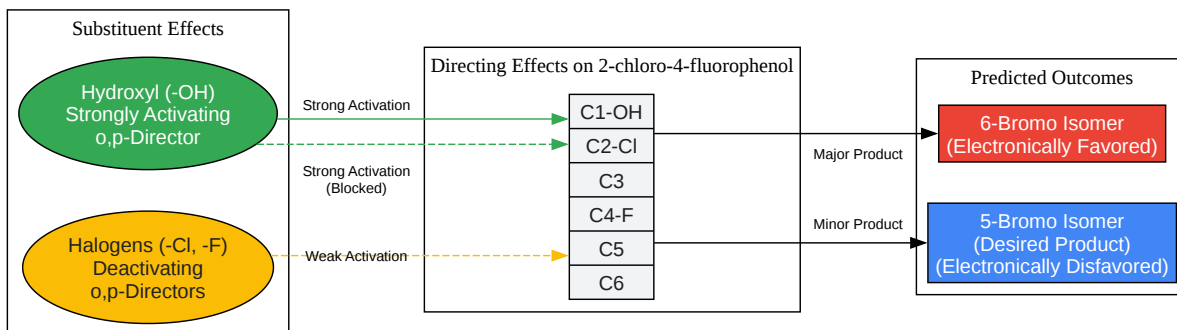 Substituent Effects
Hydroxyl (-OH)
Strongly Activating
o,p-Director
Halogens (-Cl, -F)
Deactivating
o,p-Directors
Strong Activation
Strong Activation
(Blocked)
Weak Activation
Directing Effects on 2-chloro-4-fluorophenol
C1-OH
C2-Cl
C3
C4-F
C5
C6
Major Product
Minor Product
Predicted Outcomes
6-Bromo Isomer
(Electronically Favored)
5-Bromo Isomer
(Desired Product)
(Electronically Disfavored)